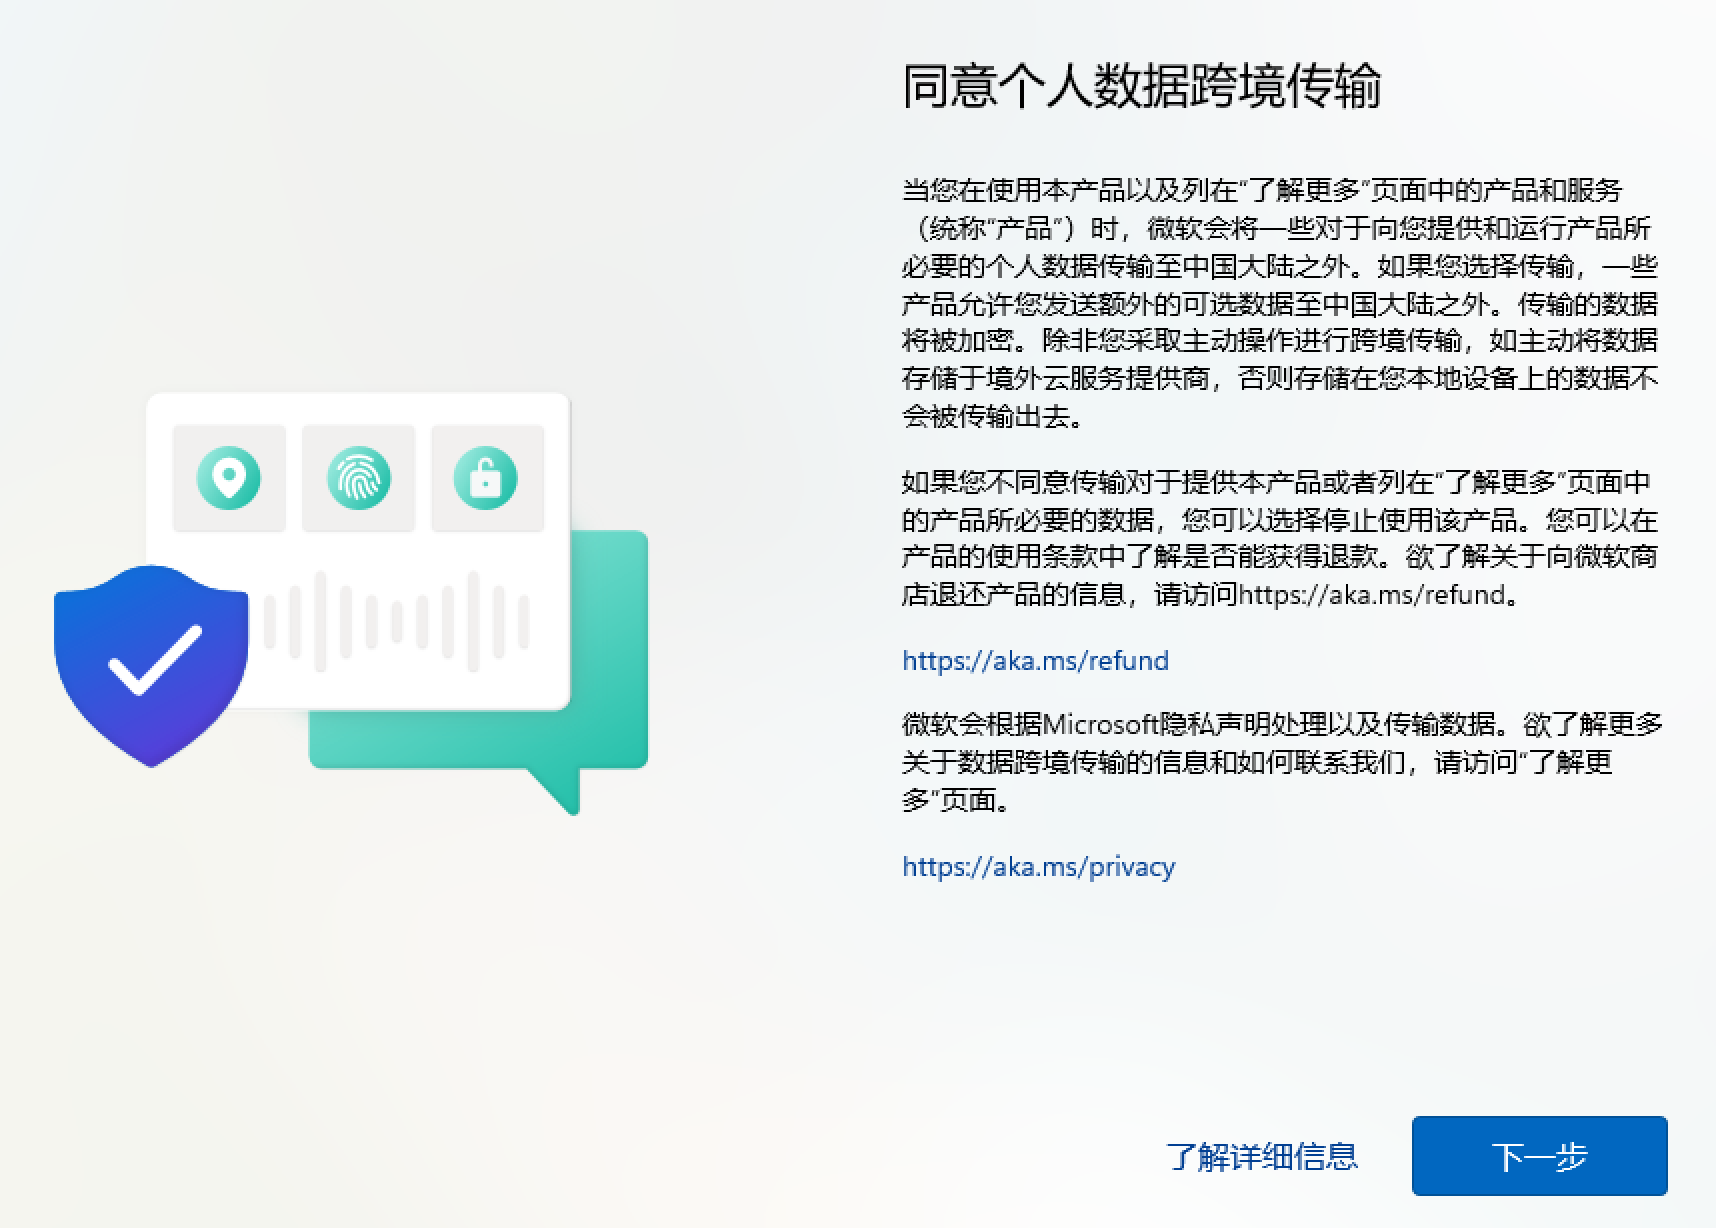 同意个人数据跨境传输
当您在使用本产品以及列在"了解更多"页面中的产品和服务
（统称"产品"）时，微软会将一些对于向您提供和运行产品所
必要的个人数据传输至中国大陆之外。如果您选择传输，一些
产品允许您发送额外的可选数据至中国大陆之外。传输的数据
将被加密。除非您采取主动操作进行跨境传输，如主动将数据
存储于境外云服务提供商，否则存储在您本地设备上的数据不
会被传输出去。
如果您不同意传输对于提供本产品或者列在"了解更多"页面中
的产品所必要的数据，您可以选择停止使用该产品。您可以在
产品的使用条款中了解是否能获得退款。欲了解关于向微软商
店退还产品的信息，请访问https://aka.ms/refund。
https://aka.ms/refund
微软会根据Microsoft隐私声明处理以及传输数据。欲了解更多
关于数据跨境传输的信息和如何联系我们，请访问"了解更
多"页面。
https://aka.ms/privacy
了解详细信息
下一步